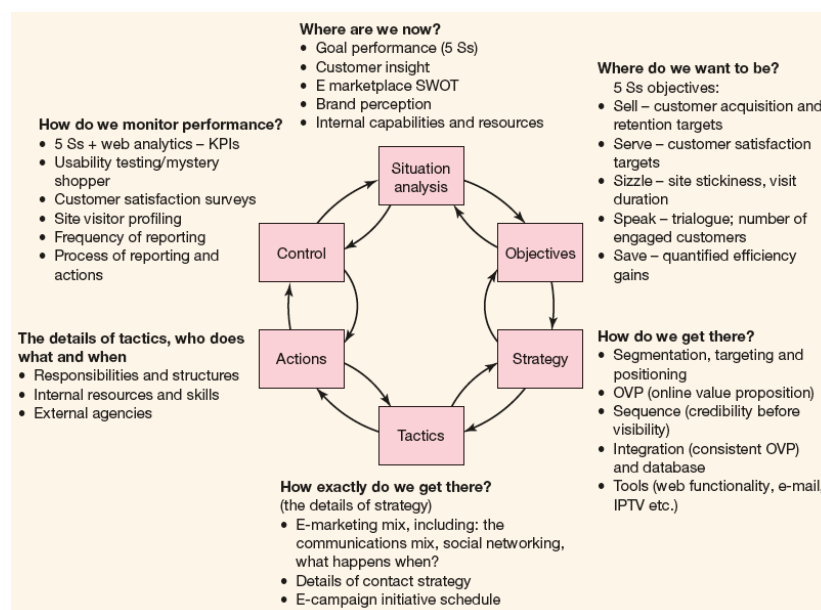 Where are we now?
• Goal performance (5 Ss)
• Customer insight
• E marketplace SWOT
• Brand perception
• Internal capabilities and resources
Where do we want to be?
5 Ss objectives:
• Sell – customer acquisition and
retention targets
• Serve – customer satisfaction
targets
• Sizzle – site stickiness, visit
duration
• Speak – trialogue; number of
engaged customers
• Save – quantified efficiency
gains
How do we monitor performance?
• 5 Ss + web analytics – KPIs
• Usability testing/mystery
shopper
• Customer satisfaction surveys
• Site visitor profiling
• Frequency of reporting
• Process of reporting and
actions
Situation
analysis
Control
Objectives
Actions
Strategy
Tactics
The details of tactics, who does
what and when
• Responsibilities and structures
• Internal resources and skills
• External agencies
How do we get there?
• Segmentation, targeting and
positioning
• OVP (online value proposition)
• Sequence (credibility before
visibility)
• Integration (consistent OVP)
and database
• Tools (web functionality, e-mail,
IPTV etc.)
How exactly do we get there?
(the details of strategy)
• E-marketing mix, including: the
communications mix, social networking,
what happens when?
• Details of contact strategy
• E-campaign initiative schedule